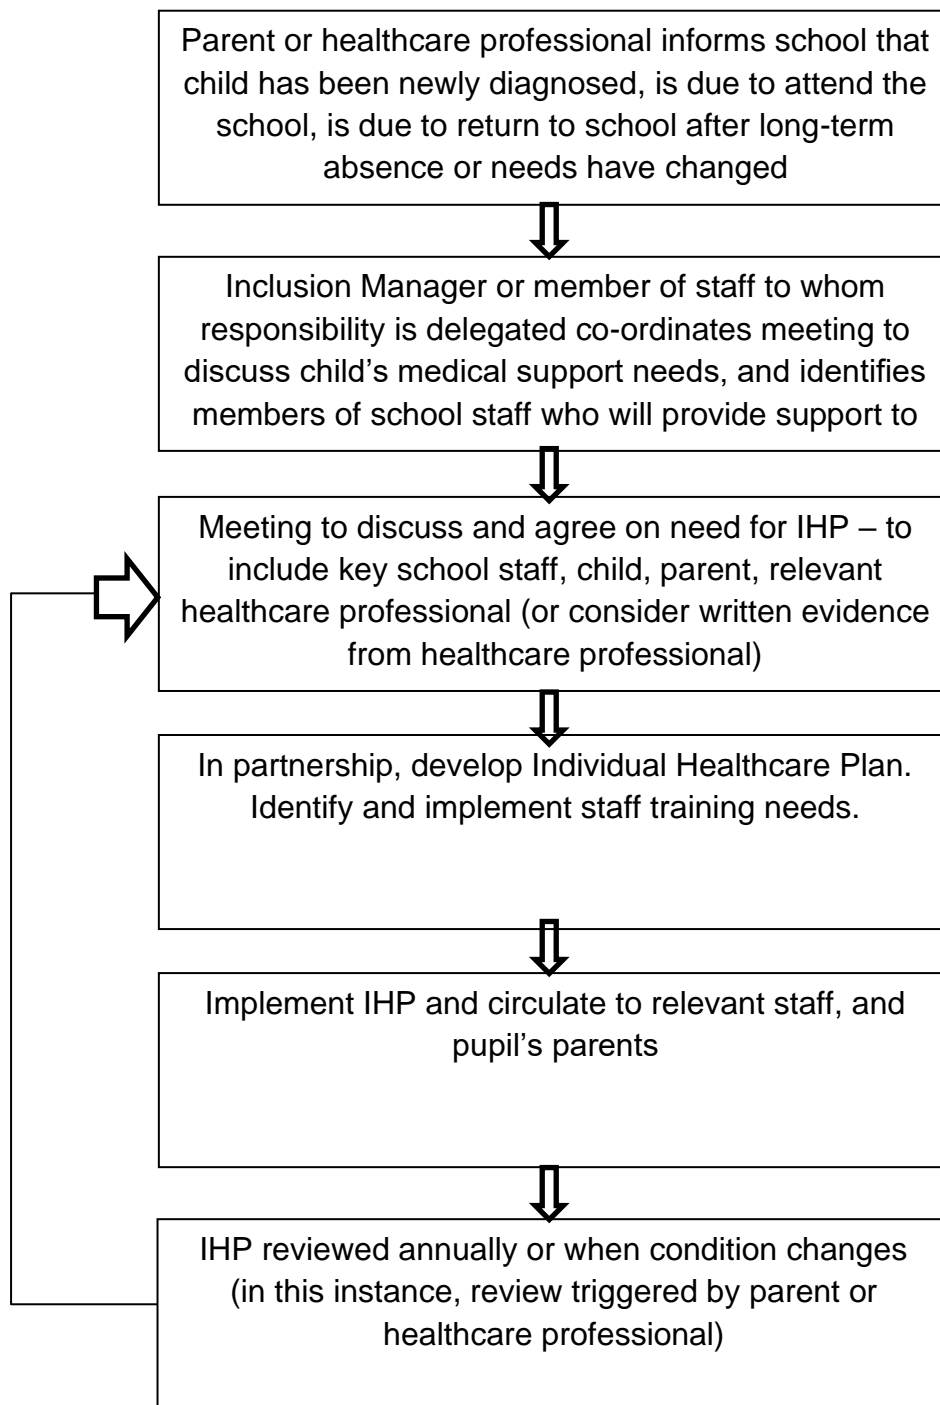 Parent or healthcare professional informs school that
child has been newly diagnosed, is due to attend the
school, is due to return to school after long-term
absence or needs have changed
Inclusion Manager or member of staff to whom
responsibility is delegated co-ordinates meeting to
discuss child’s medical support needs, and identifies
members of school staff who will provide support to
Meeting to discuss and agree on need for IHP – to
include key school staff, child, parent, relevant
healthcare professional (or consider written evidence
from healthcare professional)
In partnership, develop Individual Healthcare Plan.
Identify and implement staff training needs.
Implement IHP and circulate to relevant staff, and
pupil’s parents
IHP reviewed annually or when condition changes
(in this instance, review triggered by parent or
healthcare professional)